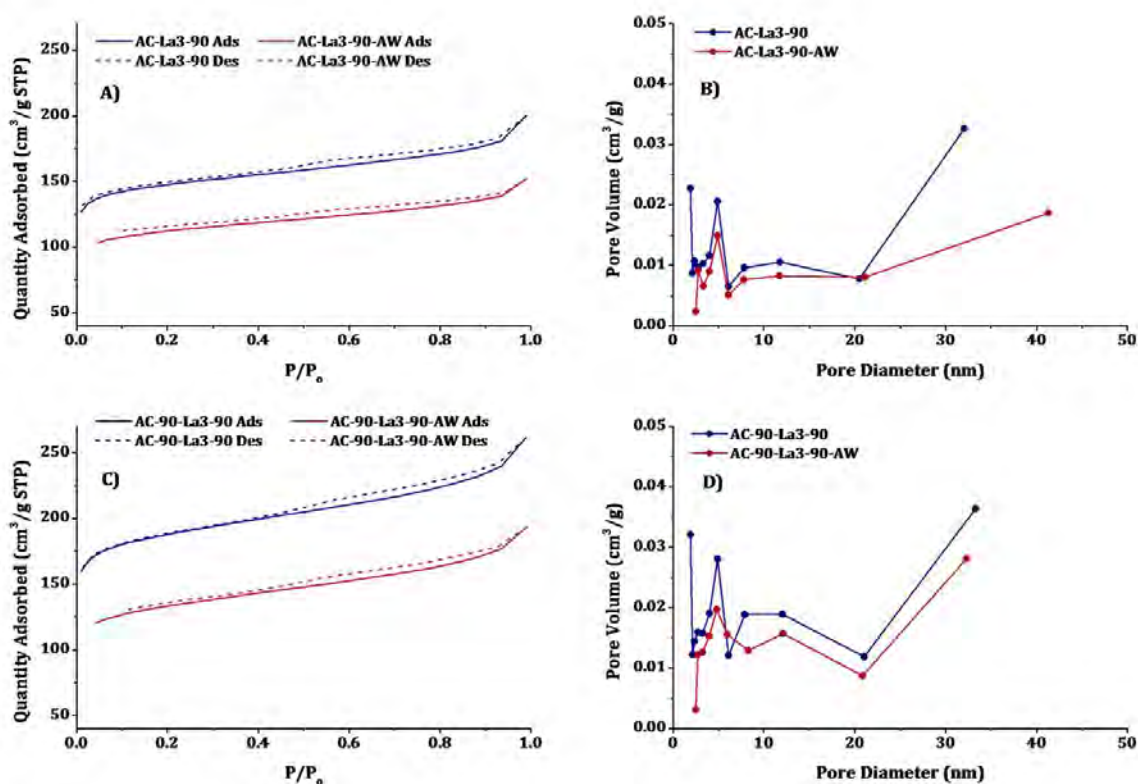 AC-La3-90 Ads AC-La3-90-AW Ads
AC-La3-90 Des AC-La3-90-AW Des
A)
Quantity Adsorbed (cm³/g STP)
250
200
150
100
50
0.0 0.2 0.4 0.6 0.8 1.0
P/Pₒ
AC-La3-90
AC-La3-90-AW
B)
Pore Volume (cm³/g)
0.05
0.04
0.03
0.02
0.01
0.00
0 10 20 30 40 50
Pore Diameter (nm)
AC-90-La3-90 Ads AC-90-La3-90-AW Ads
AC-90-La3-90 Des AC-90-La3-90-AW Des
C)
Quantity Adsorbed (cm³/g STP)
250
200
150
100
50
0.0 0.2 0.4 0.6 0.8 1.0
P/Pₒ
AC-90-La3-90
AC-90-La3-90-AW
D)
Pore Volume (cm³/g)
0.05
0.04
0.03
0.02
0.01
0.00
0 10 20 30 40 50
Pore Diameter (nm)